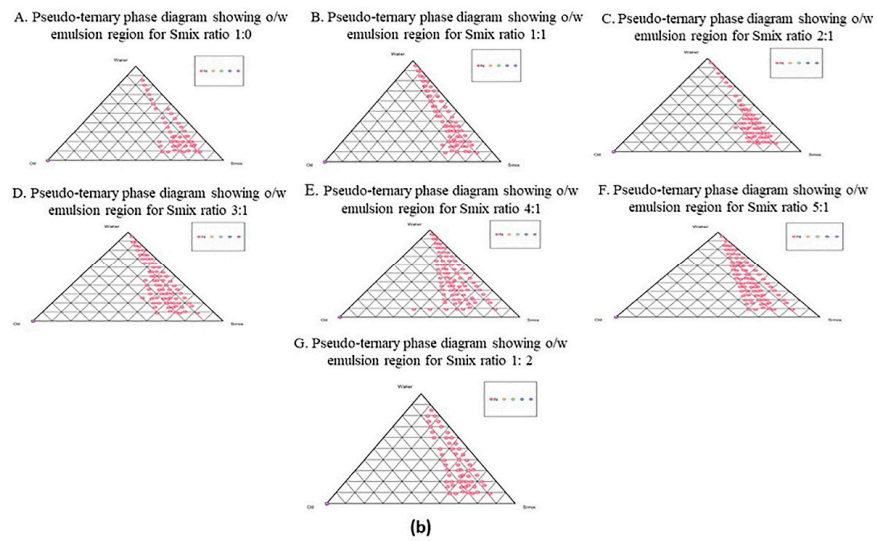 A. Pseudo-ternary phase diagram showing o/w
emulsion region for Smix ratio 1:0
Water
Oil
Smix
B. Pseudo-ternary phase diagram showing o/w
emulsion region for Smix ratio 1:1
Water
Oil
Smix
C. Pseudo-ternary phase diagram showing o/w
emulsion region for Smix ratio 2:1
Water
Oil
Smix
D. Pseudo-ternary phase diagram showing o/w
emulsion region for Smix ratio 3:1
Water
Oil
Smix
E. Pseudo-ternary phase diagram showing o/w
emulsion region for Smix ratio 4:1
Water
Oil
Smix
F. Pseudo-ternary phase diagram showing o/w
emulsion region for Smix ratio 5:1
Water
Oil
Smix
G. Pseudo-ternary phase diagram showing o/w
emulsion region for Smix ratio 1: 2
Water
Oil
Smix
(b)